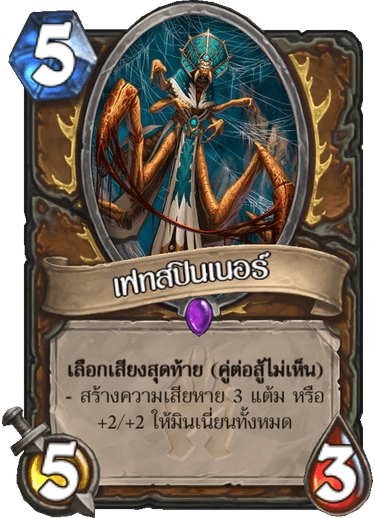 5
เฟทสปินเนอร์
เลือกเสียงสุดท้าย (คู่ต่อสู้ไม่เห็น)
- สร้างความเสียหาย 3 แต้ม หรือ
+2/+2 ให้มินเนี่ยนทั้งหมด
5
3